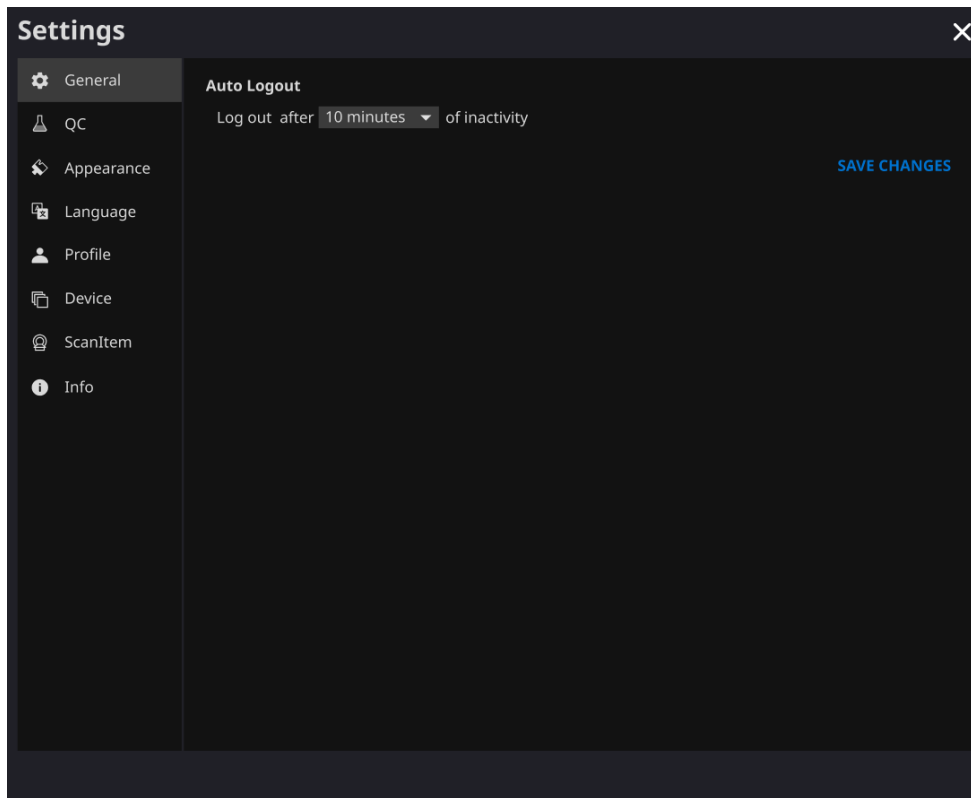 Settings
General
QC
Appearance
Language
Profile
Device
ScanItem
Info
Auto Logout
Log out after 10 minutes of inactivity
SAVE CHANGES